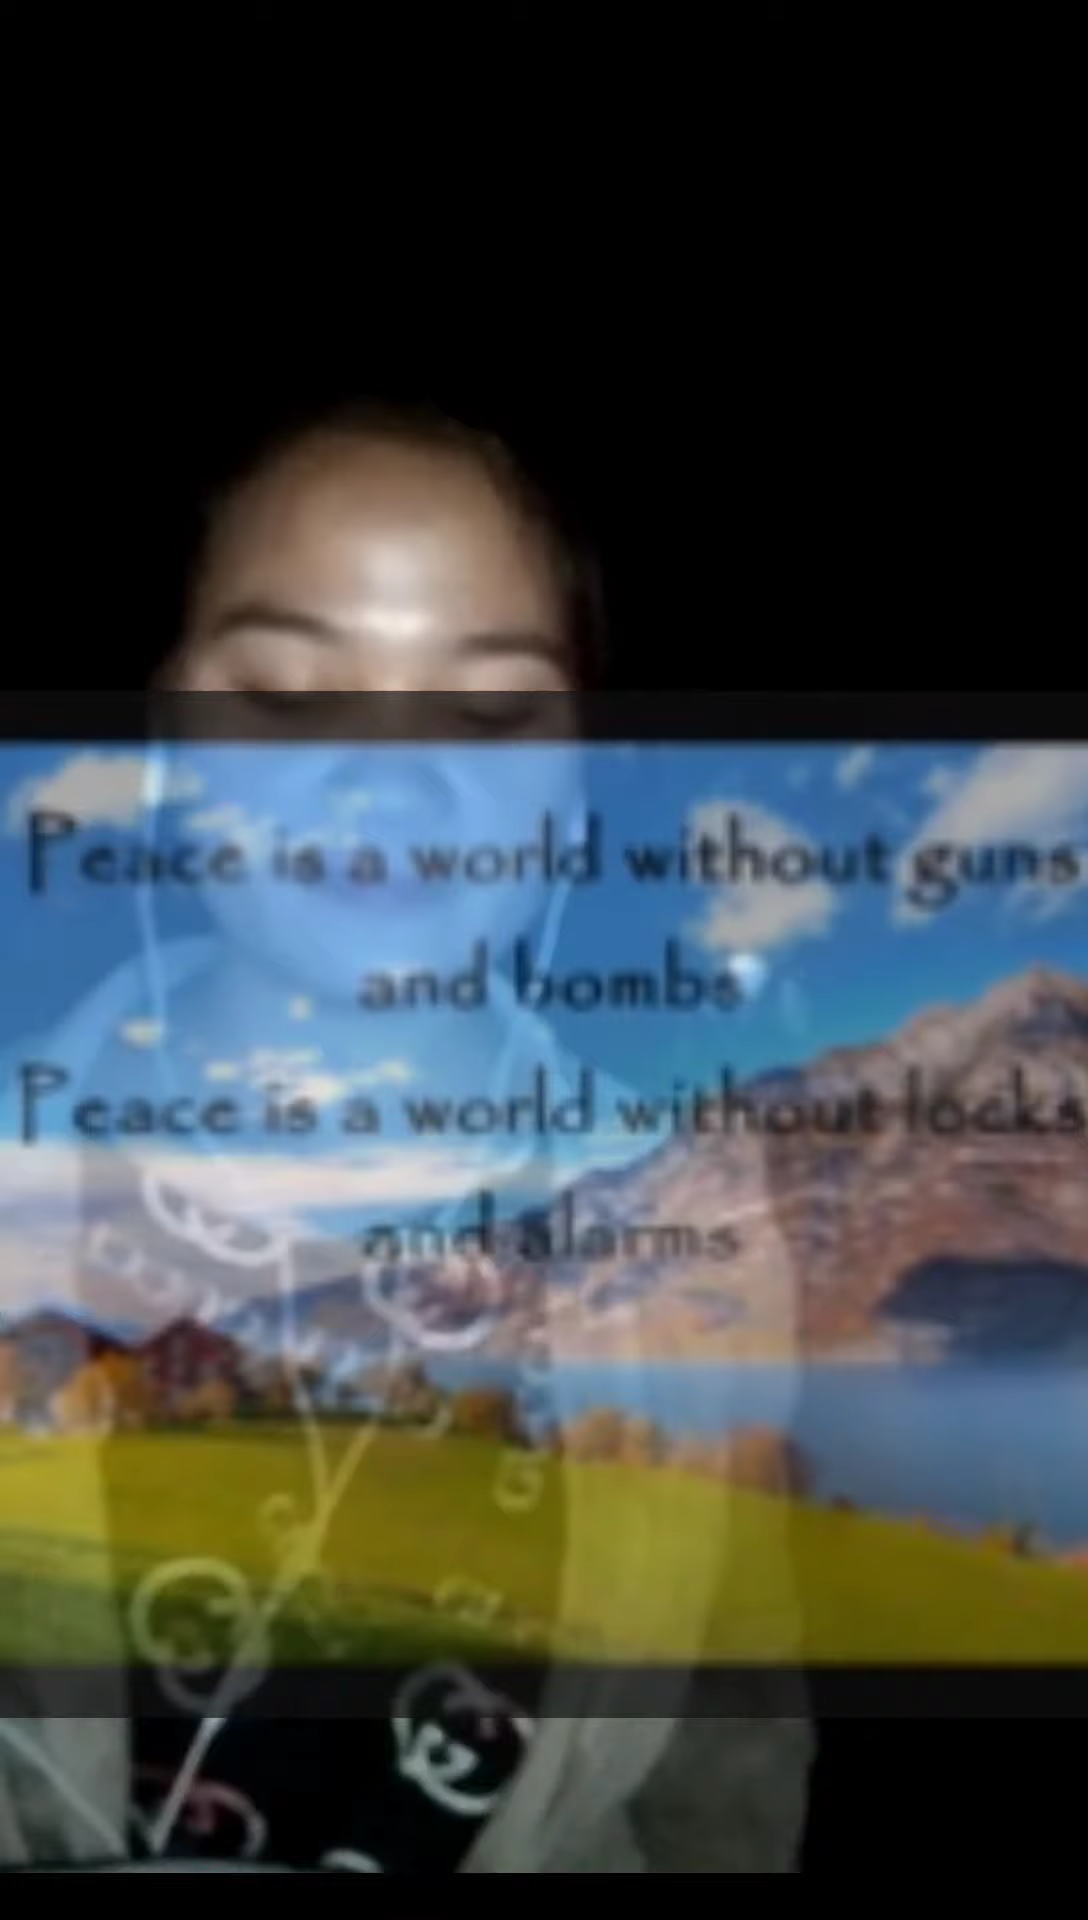 Peace is a world without guns
and bombs
Peace is a world without locks
and alarms